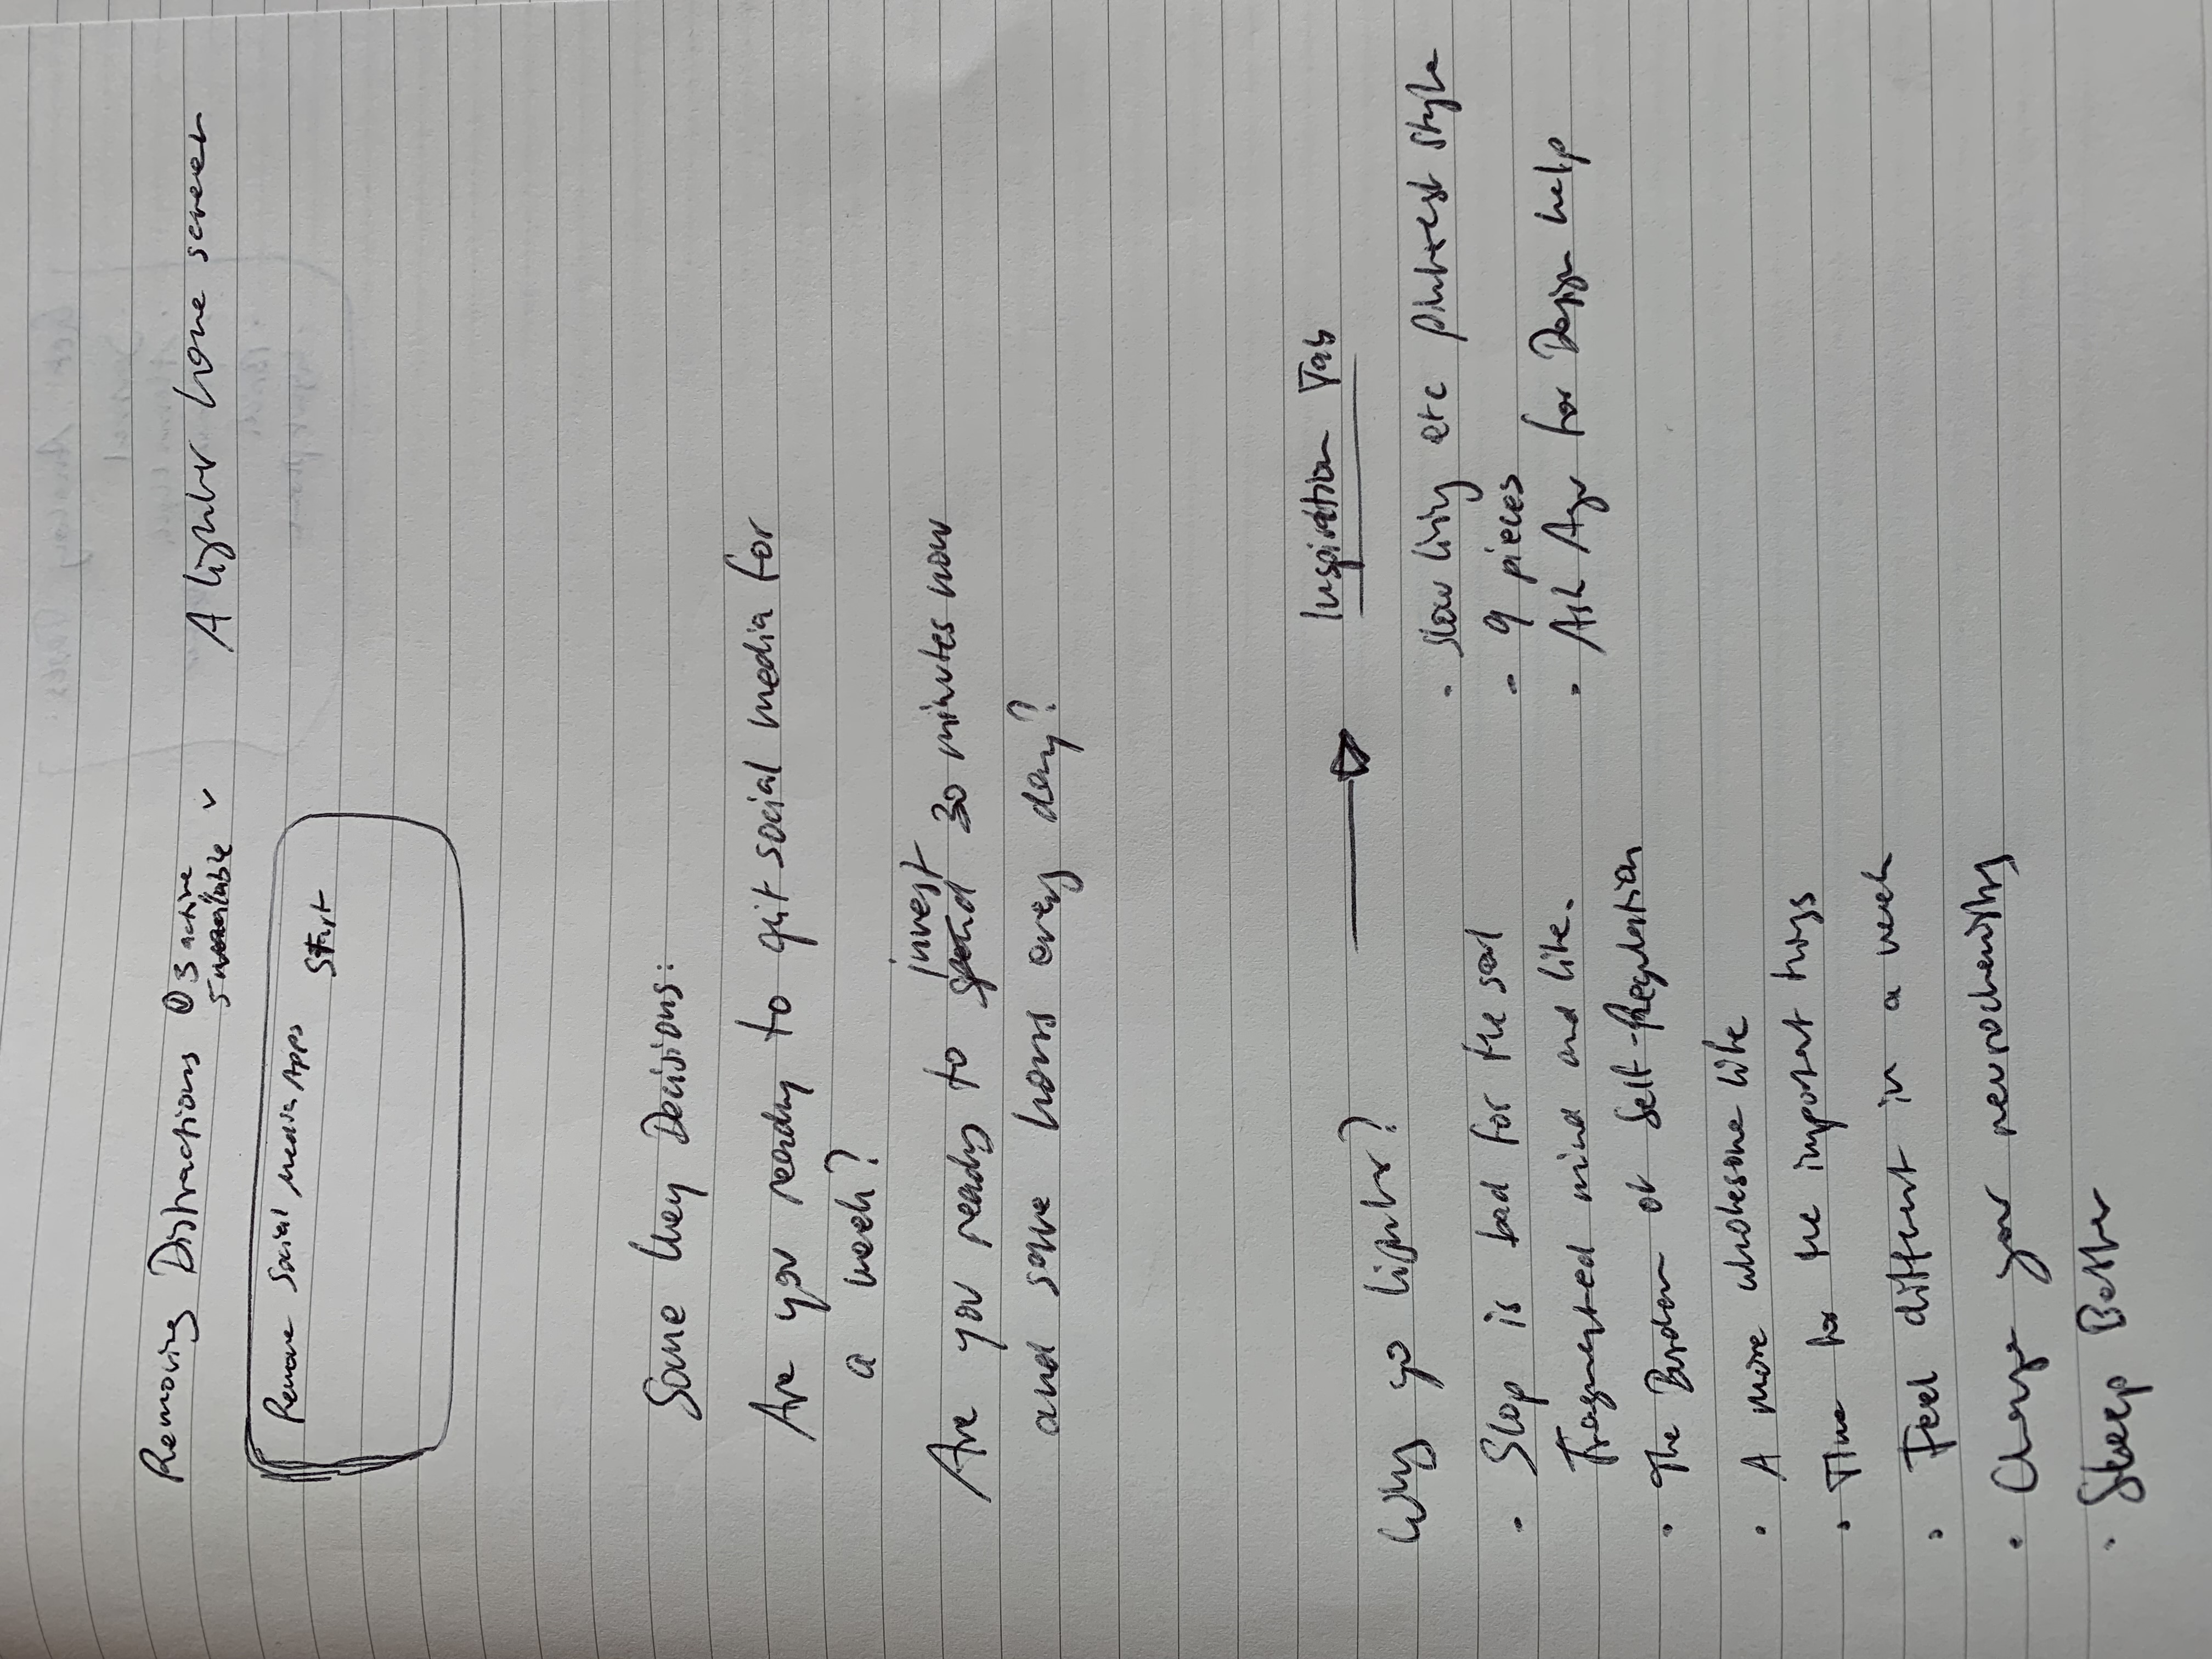 Removing Distractions
3 active
5 available
A lighter home screen
Remove Social Media Apps
Start
Some Key Decisions:
Are you ready to quit social media for
a week?
invest
Are you ready to spend 30 minutes now
and save hours every day?
Why go lighter?
• Slop is bad for the soul
Fragmented mind and life.
• The Burden of Self-Regulation
• A more wholesome life
• Time for the important things
• Feel different in a week
• Change your neurochemistry
• Sleep Better
Inspiration Tab
- Slow living etc Pinterest Style
- 9 pieces
- Ask for Design help